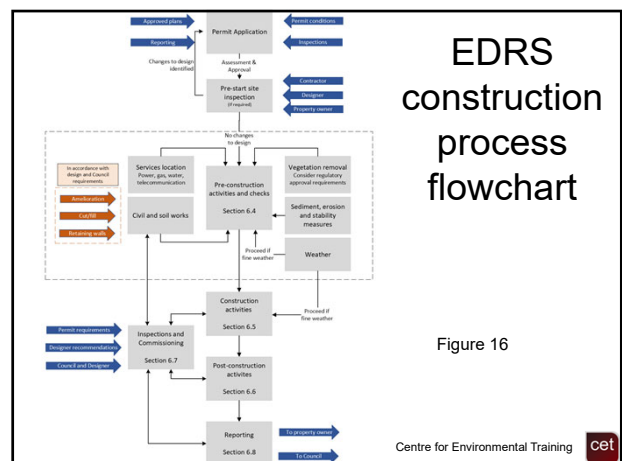 Approved plans
Permit Application
Permit conditions
Reporting
Inspections
Changes to design
identified
Assessment &
Approval
Pre-start site
inspection
(if required)
Contractor
Designer
Property owner
No changes
to design
In accordance with
design and Council
requirements
Amelioration
Cut/fill
Retaining walls
Services location
Power, gas, water,
telecommunication
Pre-construction
activities and checks
Section 6.4
Vegetation removal
Consider regulatory
approval requirements
Civil and soil works
Sediment, erosion
and stability
measures
Proceed if
fine weather
Weather
Proceed if
fine weather
Construction
activities
Section 6.5
Permit requirements
Designer recommendations
Council and Designer
Inspections and
Commissioning
Section 6.7
Post-construction
activites
Section 6.6
Reporting
Section 6.8
To property owner
To Council
EDRS
construction
process
flowchart
Figure 16
Centre for Environmental Training
cet